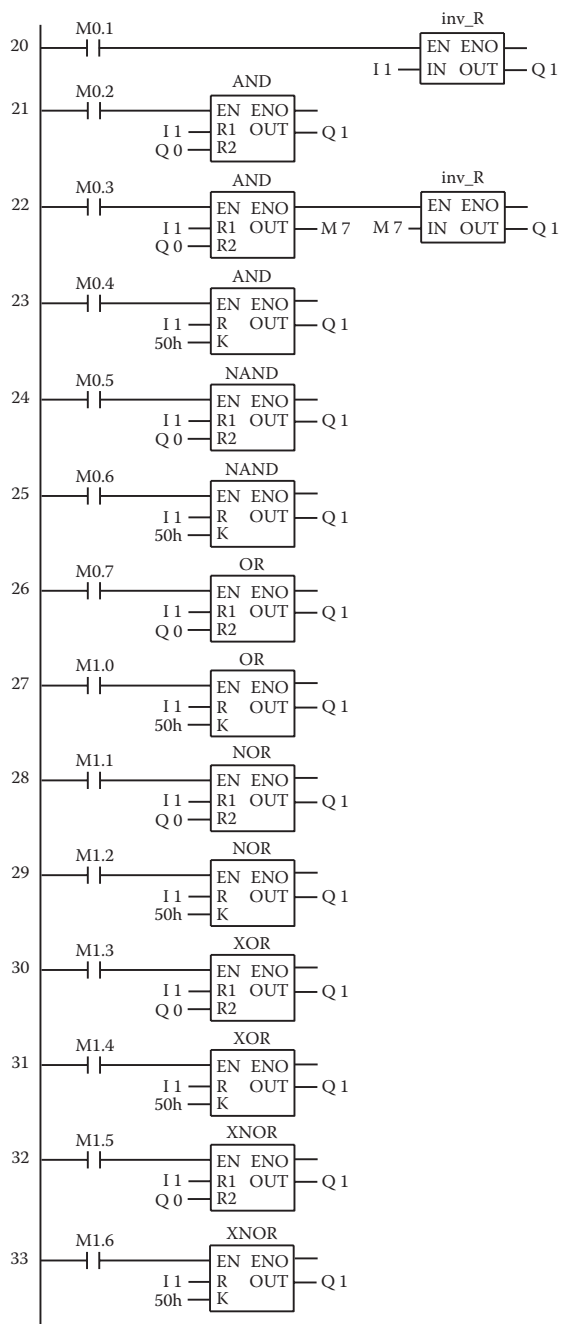 inv_R
20 M0.1 EN ENO
I 1 IN OUT Q 1
M0.2 AND
21 EN ENO
I 1 R1 OUT Q 1
Q 0 R2
M0.3 AND inv_R
22 EN ENO EN ENO
I 1 R1 OUT M 7 M 7 IN OUT Q 1
Q 0 R2
M0.4 AND
23 EN ENO
I 1 R OUT Q 1
50h K
M0.5 NAND
24 EN ENO
I 1 R1 OUT Q 1
Q 0 R2
M0.6 NAND
25 EN ENO
I 1 R OUT Q 1
50h K
M0.7 OR
26 EN ENO
I 1 R1 OUT Q 1
Q 0 R2
M1.0 OR
27 EN ENO
I 1 R OUT Q 1
50h K
M1.1 NOR
28 EN ENO
I 1 R1 OUT Q 1
Q 0 R2
M1.2 NOR
29 EN ENO
I 1 R OUT Q 1
50h K
M1.3 XOR
30 EN ENO
I 1 R1 OUT Q 1
Q 0 R2
M1.4 XOR
31 EN ENO
I 1 R OUT Q 1
50h K
M1.5 XNOR
32 EN ENO
I 1 R1 OUT Q 1
Q 0 R2
M1.6 XNOR
33 EN ENO
I 1 R OUT Q 1
50h K